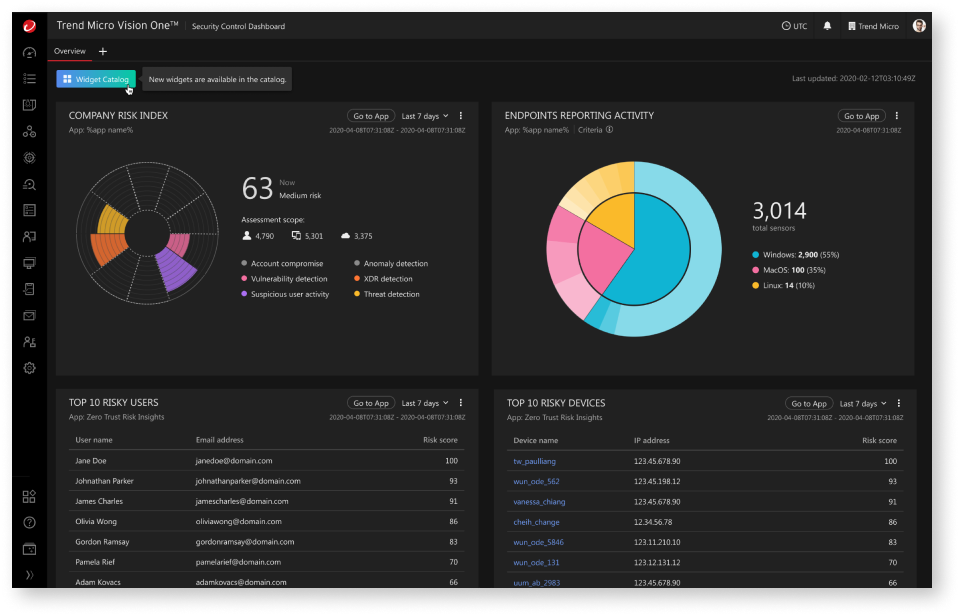 Trend Micro Vision One™ Security Control Dashboard UTC Trend Micro
Overview +
Widget Catalog New widgets are available in the catalog. Last updated: 2020-02-12T03:10:49Z
COMPANY RISK INDEX Go to App Last 7 days
App: %app name% 2020-04-08T07:31:08Z - 2020-04-08T07:31:08Z
63 Now
Medium risk
Assessment scope:
4,790 5,301 3,375
Account compromise Anomaly detection
Vulnerability detection XDR detection
Suspicious user activity Threat detection
ENDPOINTS REPORTING ACTIVITY Go to App
App: %app name% Criteria 2020-04-08T07:31:08Z
3,014
total sensors
Windows: 2,900 (55%)
MacOS: 100 (35%)
Linux: 14 (10%)
TOP 10 RISKY USERS Go to App Last 7 days
App: Zero Trust Risk Insights 2020-04-08T07:31:08Z - 2020-04-08T07:31:08Z
User name Email address Risk score
Jane Doe janedoe@domain.com 100
Johnathan Parker johnathanparker@domain.com 93
James Charles jamescharles@domain.com 91
Olivia Wong oliviawong@domain.com 86
Gordon Ramsay gordonramsay@domain.com 83
Pamela Rief pamelarief@domain.com 70
Adam Kovacs adamkovacs@domain.com 66
TOP 10 RISKY DEVICES Go to App Last 7 days
App: Zero Trust Risk Insights 2020-04-08T07:31:08Z - 2020-04-08T07:31:08Z
Device name IP address Risk score
tw_paulliang 123.45.678.90 100
wun_ode_562 123.45.198.12 93
vanessa_chiang 123.45.678.90 91
cheih_change 12.34.56.78 86
wun_ode_5846 123.11.210.10 83
wun_ode_131 123.12.131.12 70
uum_ab_2983 123.45.678.90 66